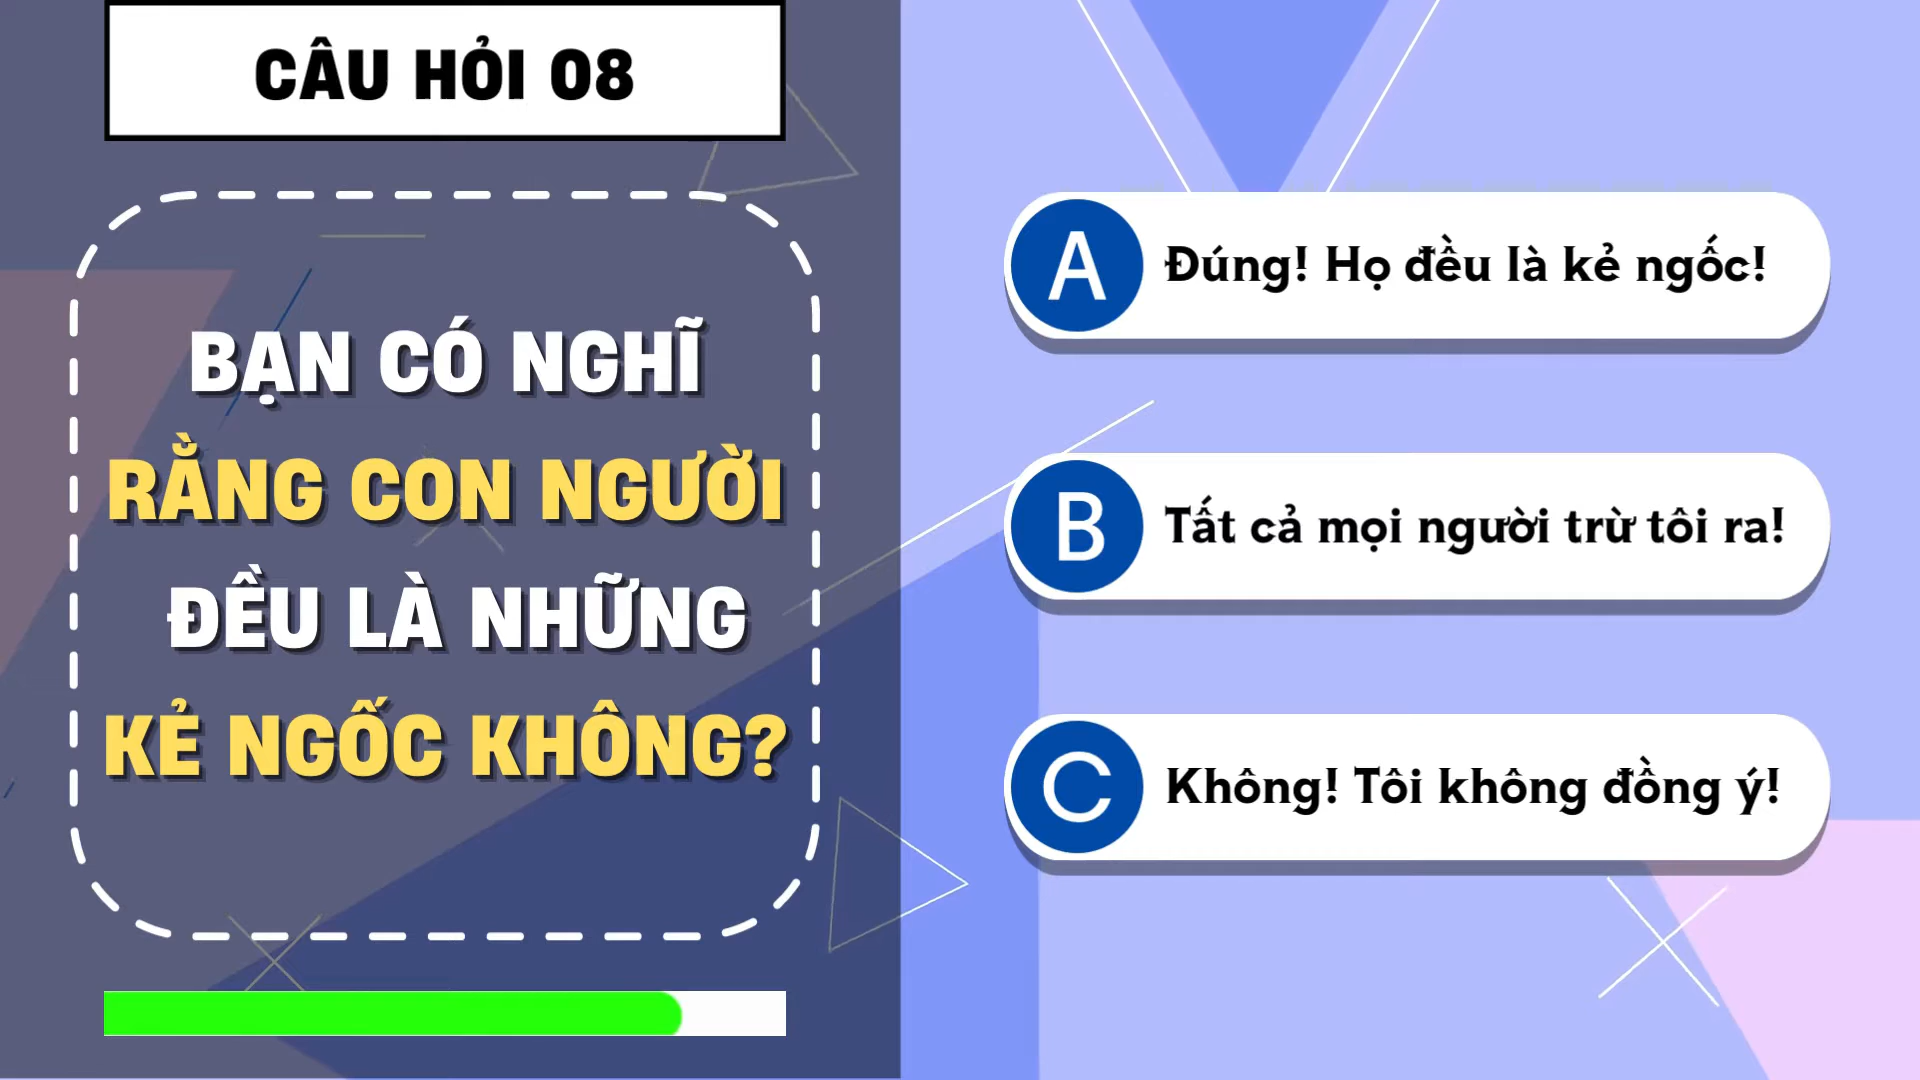 CÂU HỎI 08
BẠN CÓ NGHĨ
RẰNG CON NGƯỜI
ĐỀU LÀ NHỮNG
KẺ NGỐC KHÔNG?
A Đúng! Họ đều là kẻ ngốc!
B Tất cả mọi người trừ tôi ra!
C Không! Tôi không đồng ý!